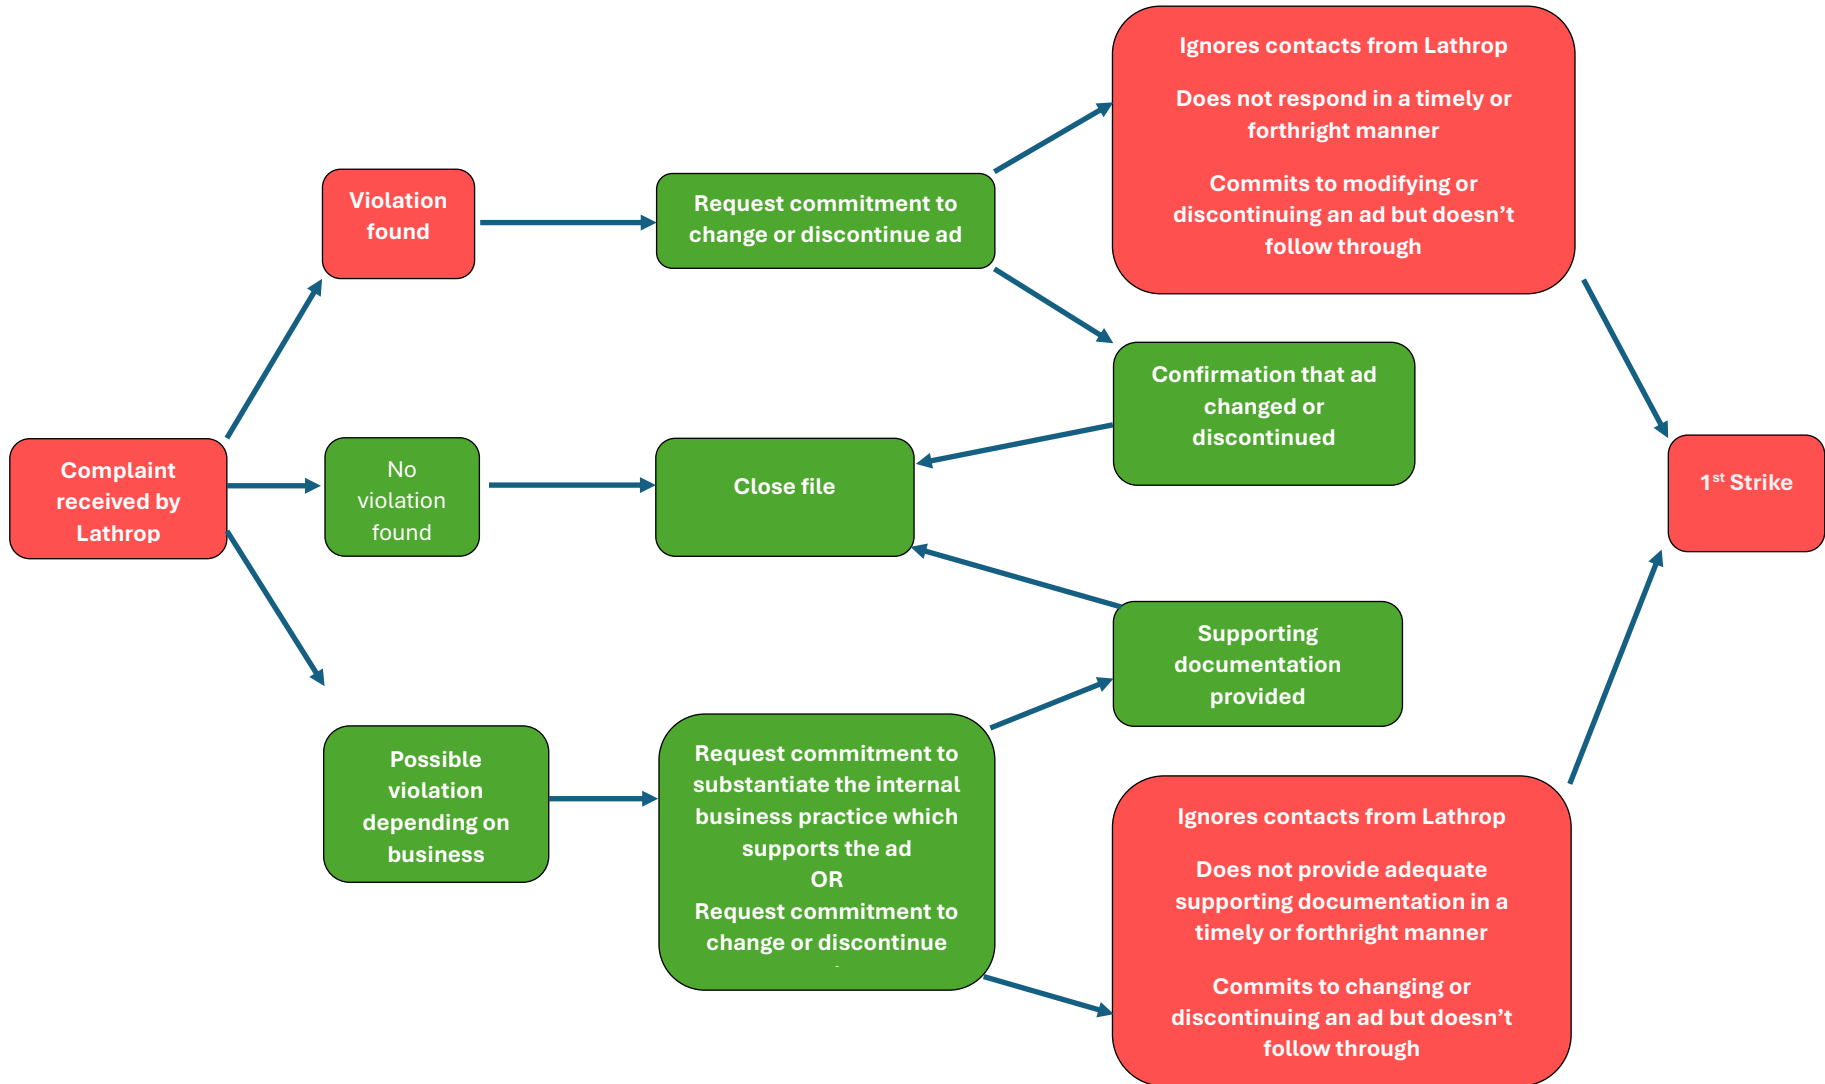 Complaint
received by
Lathrop
Violation
found
No
violation
found
Possible
violation
depending on
business
Request commitment to
change or discontinue ad
Close file
Request commitment to
substantiate the internal
business practice which
supports the ad
OR
Request commitment to
change or discontinue
Ignores contacts from Lathrop
Does not respond in a timely or
forthright manner
Commits to modifying or
discontinuing an ad but doesn’t
follow through
Confirmation that ad
changed or
discontinued
Supporting
documentation
provided
Ignores contacts from Lathrop
Does not provide adequate
supporting documentation in a
timely or forthright manner
Commits to changing or
discontinuing an ad but doesn’t
follow through
1st Strike